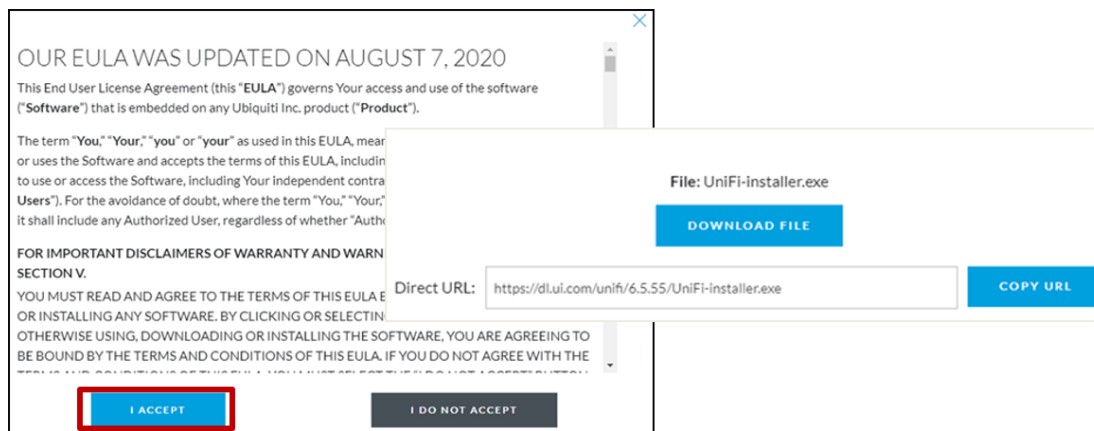 OUR EULA WAS UPDATED ON AUGUST 7, 2020
This End User License Agreement (this “EULA”) governs Your access and use of the software
(“Software”) that is embedded on any Ubiquiti Inc. product (“Product”).
The term “You,” “Your,” “you” or “your” as used in this EULA, mean
or uses the Software and accepts the terms of this EULA, includin
to use or access the Software, including Your independent contra
Users”). For the avoidance of doubt, where the term “You,” “Your,”
it shall include any Authorized User, regardless of whether “Autho
FOR IMPORTANT DISCLAIMERS OF WARRANTY AND WARN
SECTION V.
YOU MUST READ AND AGREE TO THE TERMS OF THIS EULA
OR INSTALLING ANY SOFTWARE. BY CLICKING OR SELECTIN
OTHERWISE USING, DOWNLOADING OR INSTALLING THE SOFTWARE, YOU ARE AGREEING TO
BE BOUND BY THE TERMS AND CONDITIONS OF THIS EULA. IF YOU DO NOT AGREE WITH THE
I ACCEPT
I DO NOT ACCEPT
File: UniFi-installer.exe
DOWNLOAD FILE
Direct URL:
https://dl.ui.com/unifi/6.5.55/UniFi-installer.exe
COPY URL